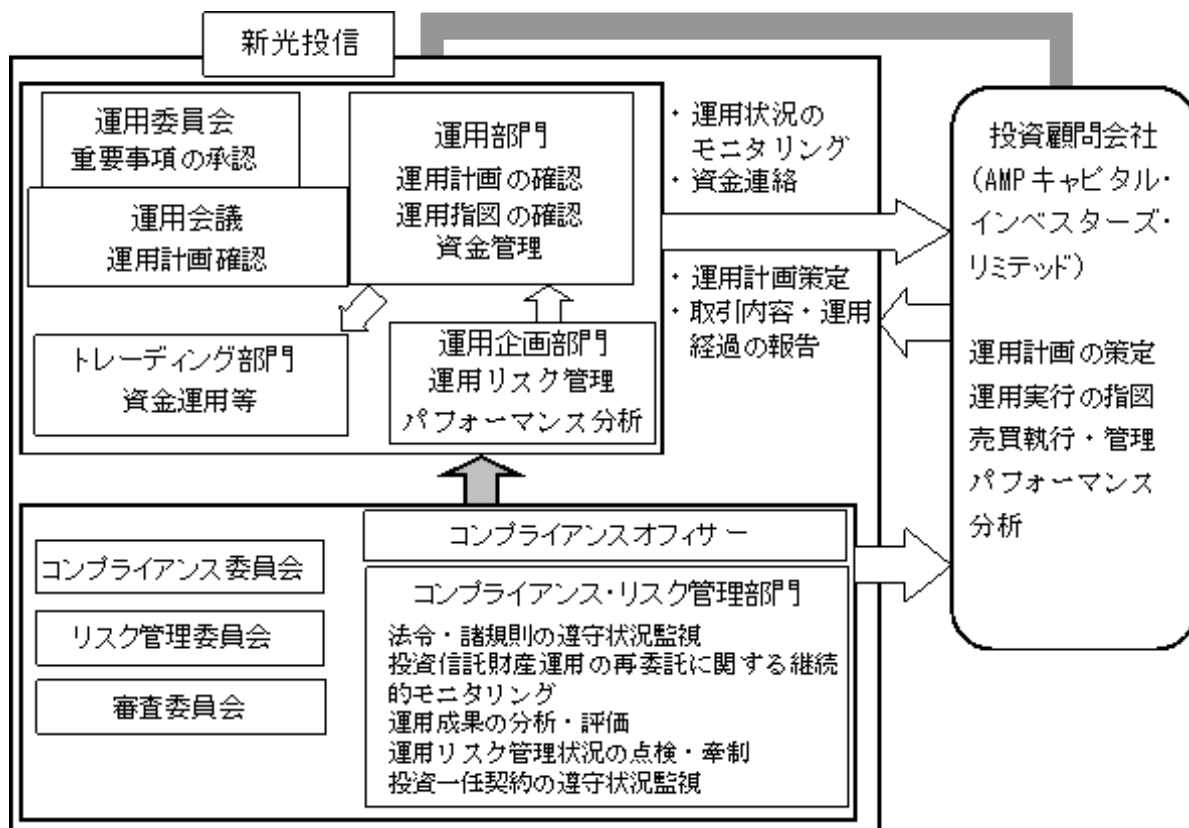 新光投信
運用委員会
重要事項の承認
運用会議
運用計画確認
運用部門
運用計画の確認
運用指図の確認
資金管理
トレーディング部門
資金運用等
運用企画部門
運用リスク管理
パフォーマンス分析
・運用状況の
モニタリング
・資金連絡
・運用計画策定
・取引内容・運用
経過の報告
投資顧問会社
(AMPキャピタル・
インベスターズ・
リミテッド)
運用計画の策定
運用実行の指図
売買執行・管理
パフォーマンス
分析
コンプライアンス委員会
リスク管理委員会
審査委員会
コンプライアンスオフィサー
コンプライアンス・リスク管理部門
法令・諸規則の遵守状況監視
投資信託財産運用の再委託に関する継続
的モニタリング
運用成果の分析・評価
運用リスク管理状況の点検・牽制
投資一任契約の遵守状況監視